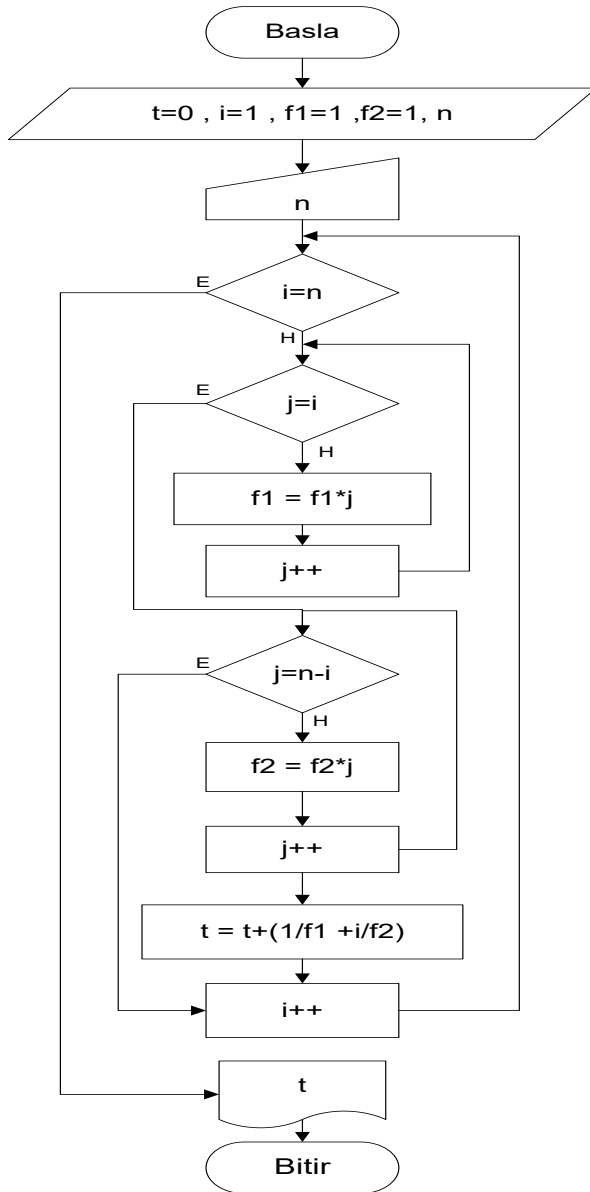 Basla
t=0 , i=1 , f1=1 ,f2=1, n
n
E
i=n
H
E
j=i
H
f1 = f1*j
j++
E
j=n-i
H
f2 = f2*j
j++
t = t+(1/f1 +i/f2)
i++
t
Bitir